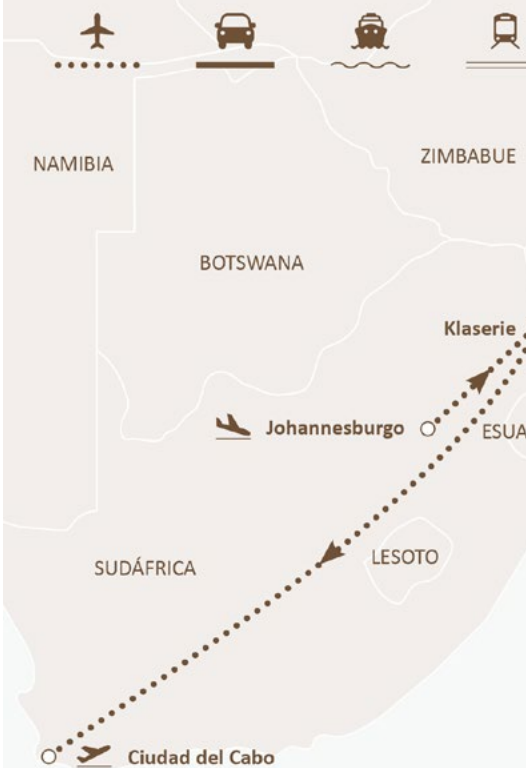 NAMIBIA
ZIMBABUE
BOTSWANA
Klaserie
Johannesburgo
ESUA
SUDÁFRICA
LESOTO
Ciudad del Cabo